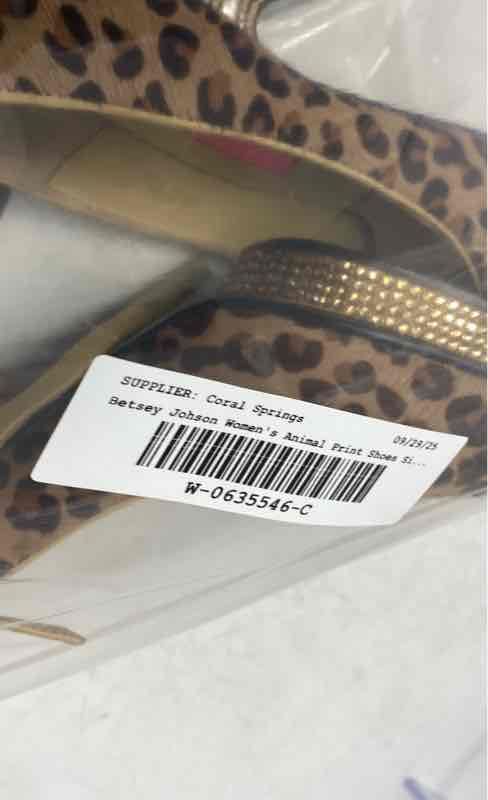 SUPPLIER: Coral Springs
09/29/25
Betsey Johson Women's Animal Print Shoes Si...
W-0635546-C